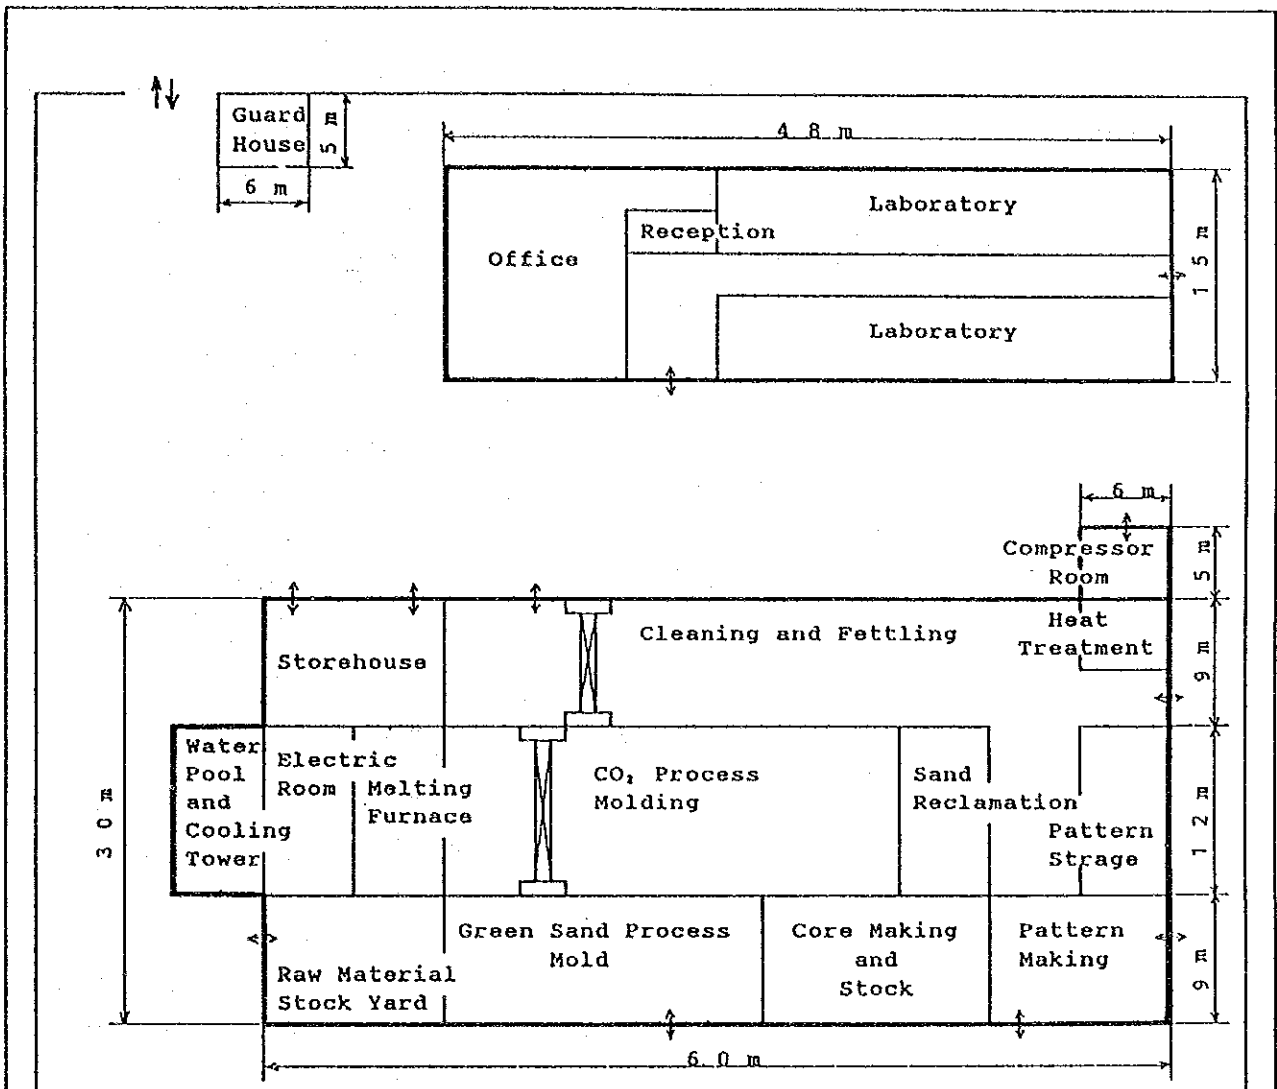 Guard
House
5 m
6 m
48 m
Laboratory
Reception
Office
15 m
Laboratory
6 m
Compressor
Room
5 m
Heat
Treatment
Cleaning and Fettling
Storehouse
9 m
Water
Pool
and
Cooling
Tower
Electric
Room
Melting
Furnace
CO₂ Process
Molding
Sand
Reclamation
Pattern
Strage
12 m
30 m
Green Sand Process
Mold
Core Making
and
Stock
Pattern
Making
9 m
Raw Material
Stock Yard
60 m